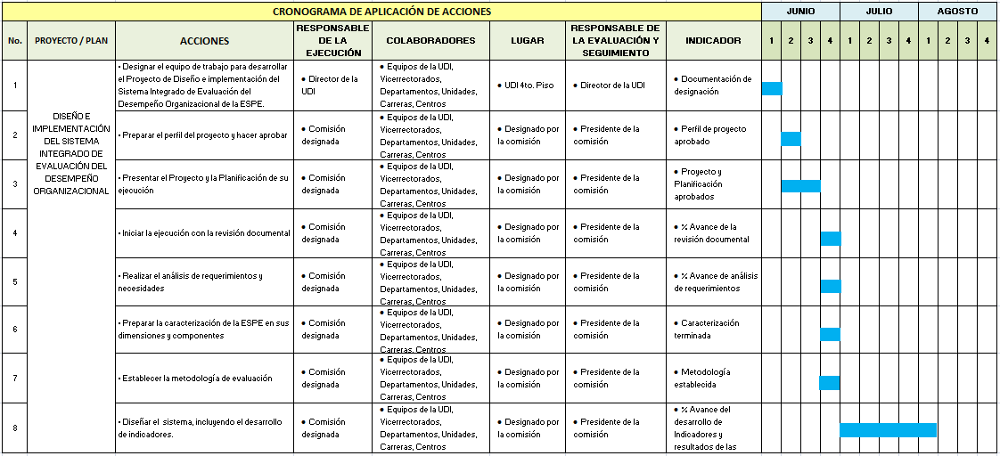 CRONOGRAMA DE APLICACIÓN DE ACCIONES
JUNIO
JULIO
AGOSTO
No.
PROYECTO / PLAN
ACCIONES
RESPONSABLE
DE LA
EJECUCIÓN
COLABORADORES
LUGAR
RESPONSABLE DE
LA EVALUACIÓN Y
SEGUIMIENTO
INDICADOR
1 2 3 4 1 2 3 4 1 2 3 4
DISEÑO E
IMPLEMENTACIÓN
DEL SISTEMA
INTEGRADO DE
EVALUACIÓN DEL
DESEMPEÑO
ORGANIZACIONAL
1
• Designar el equipo de trabajo para desarrollar
el Proyecto de Diseño e implementación del
Sistema Integrado de Evaluación del
Desempeño Organizacional de la ESPE.
• Director de la
UDI
• Equipos de la UDI,
Vicerrectorados,
Departamentos, Unidades,
Carreras, Centros
• UDI 4to. Piso
• Director de la UDI
• Documentación de
designación
2
• Preparar el perfil del proyecto y hacer aprobar
• Comisión
designada
• Equipos de la UDI,
Vicerrectorados,
Departamentos, Unidades,
Carreras, Centros
• Designado por
la comisión
• Presidente de la
comisión
• Perfil de proyecto
aprobado
3
• Presentar el Proyecto y la Planificación de su
ejecución
• Comisión
designada
• Equipos de la UDI,
Vicerrectorados,
Departamentos, Unidades,
Carreras, Centros
• Designado por
la comisión
• Presidente de la
comisión
• Proyecto y
Planificación
aprobados
4
• Iniciar la ejecución con la revisión documental
• Comisión
designada
• Equipos de la UDI,
Vicerrectorados,
Departamentos, Unidades,
Carreras, Centros
• Designado por
la comisión
• Presidente de la
comisión
• % Avance de la
revisión documental
5
• Realizar el análisis de requerimientos y
necesidades
• Comisión
designada
• Equipos de la UDI,
Vicerrectorados,
Departamentos, Unidades,
Carreras, Centros
• Designado por
la comisión
• Presidente de la
comisión
• % Avance de análisis
de requerimientos
6
• Preparar la caracterización de la ESPE en sus
dimensiones y componentes
• Comisión
designada
• Equipos de la UDI,
Vicerrectorados,
Departamentos, Unidades,
Carreras, Centros
• Designado por
la comisión
• Presidente de la
comisión
• Caracterización
terminada
7
• Establecer la metodología de evaluación
• Comisión
designada
• Equipos de la UDI,
Vicerrectorados,
Departamentos, Unidades,
Carreras, Centros
• Designado por
la comisión
• Presidente de la
comisión
• Metodología
establecida
8
• Diseñar el sistema, incluyendo el desarrollo
de indicadores.
• Comisión
designada
• Equipos de la UDI,
Vicerrectorados,
Departamentos, Unidades,
Carreras, Centros
• Designado por
la comisión
• Presidente de la
comisión
• % Avance del
desarrollo de
Indicadores y
resultados de las